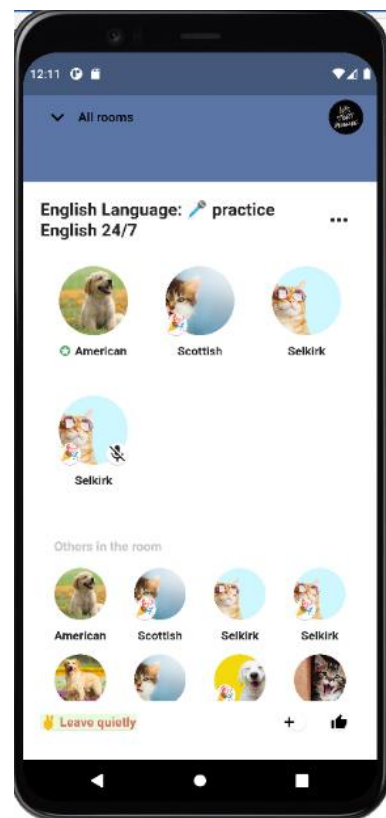 12:11
All rooms
English Language: 🎤 practice
English 24/7
American Scottish Selkirk
Selkirk
Others in the room
American Scottish Selkirk Selkirk
✌ Leave quietly